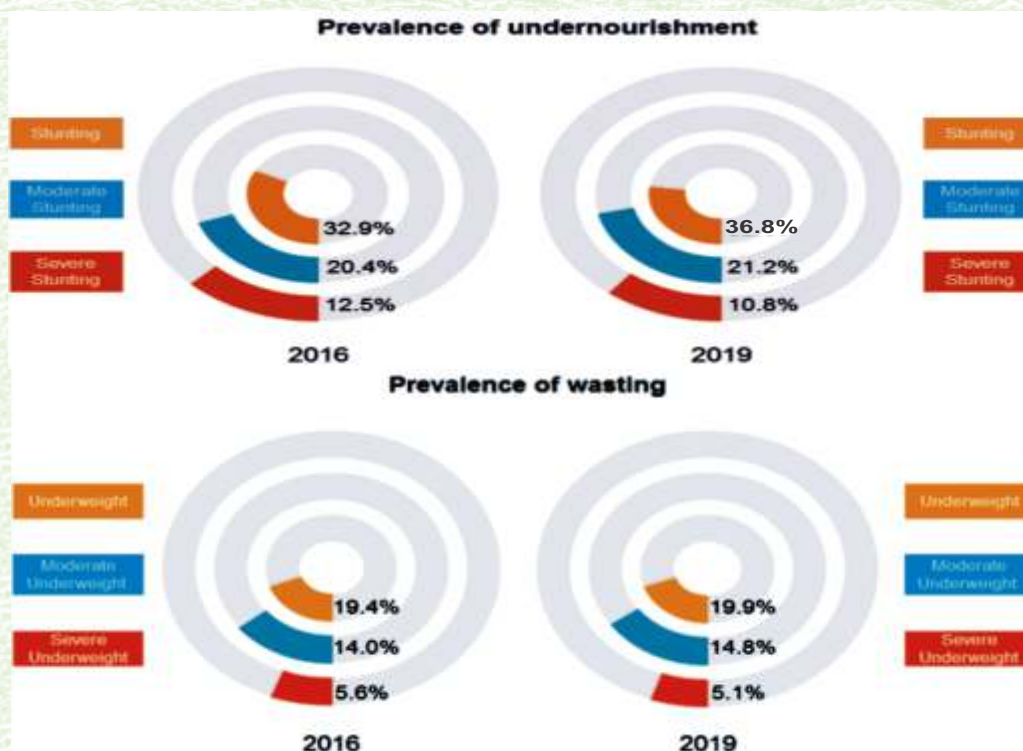 Prevalence of undernourishment
Stunting
Moderate
Stunting
Severe
Stunting
32.9%
20.4%
12.5%
2016
36.8%
21.2%
10.8%
2019
Stunting
Moderate
Stunting
Severe
Stunting
Prevalence of wasting
Underweight
Moderate
Underweight
Severe
Underweight
19.4%
14.0%
5.6%
2016
19.9%
14.8%
5.1%
2019
Underweight
Moderate
Underweight
Severe
Underweight